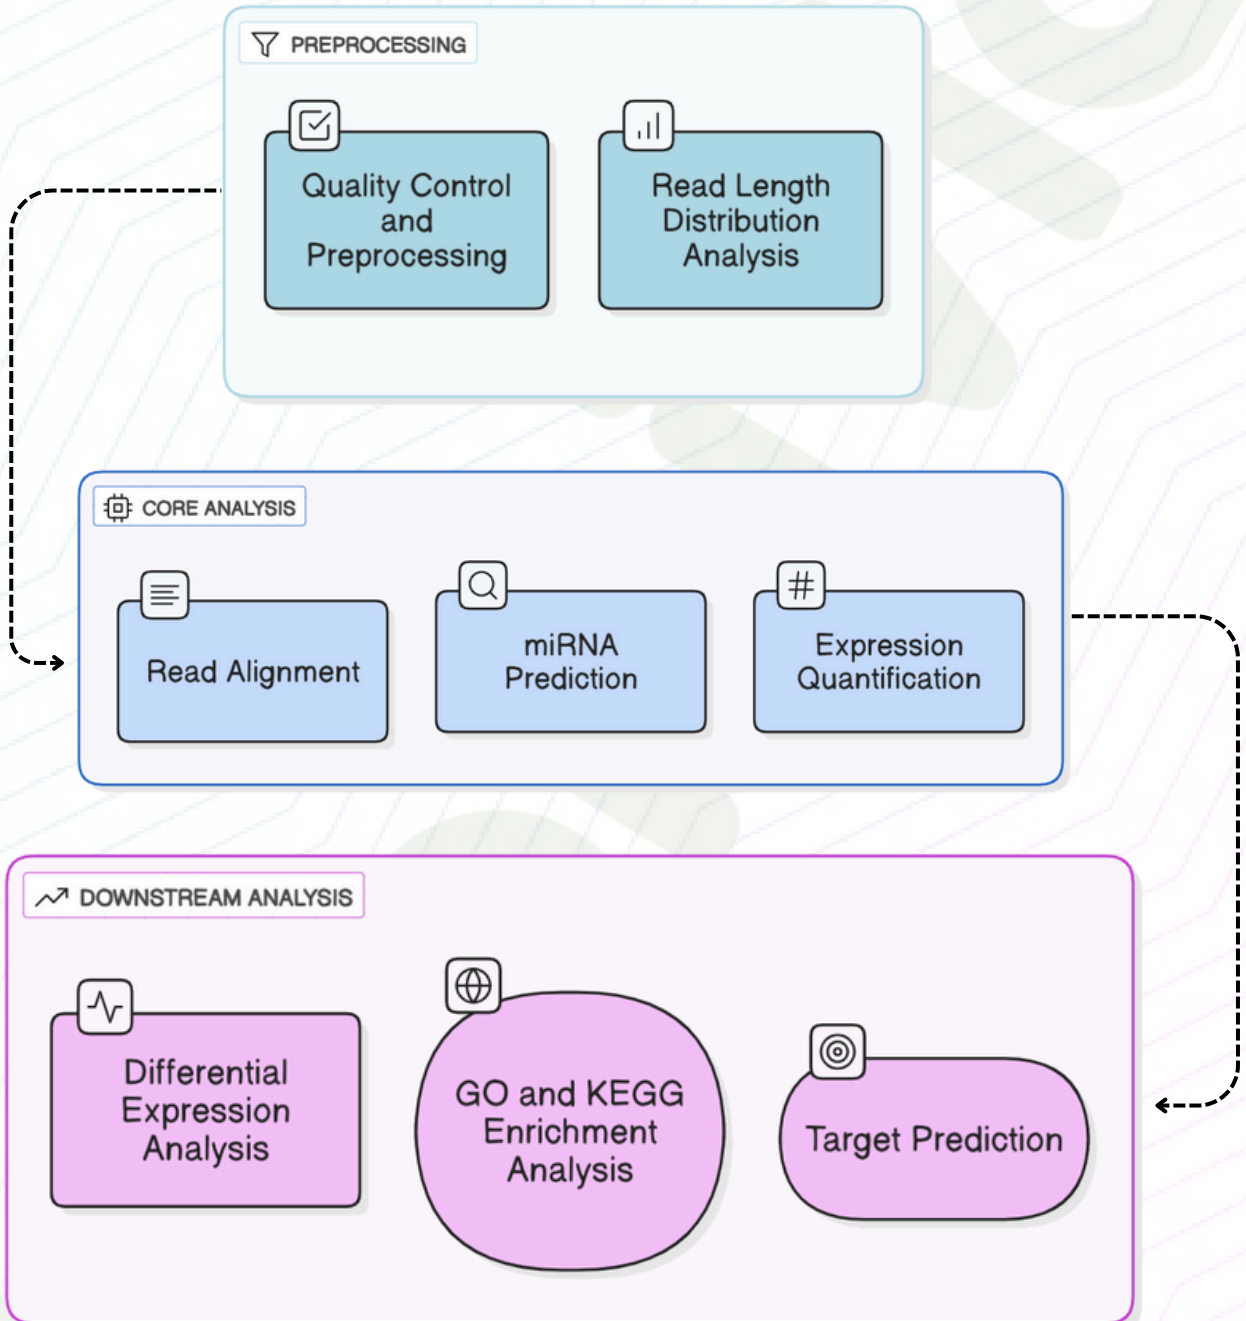 PREPROCESSING
Quality Control
and
Preprocessing
Read Length
Distribution
Analysis
CORE ANALYSIS
Read Alignment
miRNA
Prediction
Expression
Quantification
DOWNSTREAM ANALYSIS
Differential
Expression
Analysis
GO and KEGG
Enrichment
Analysis
Target Prediction